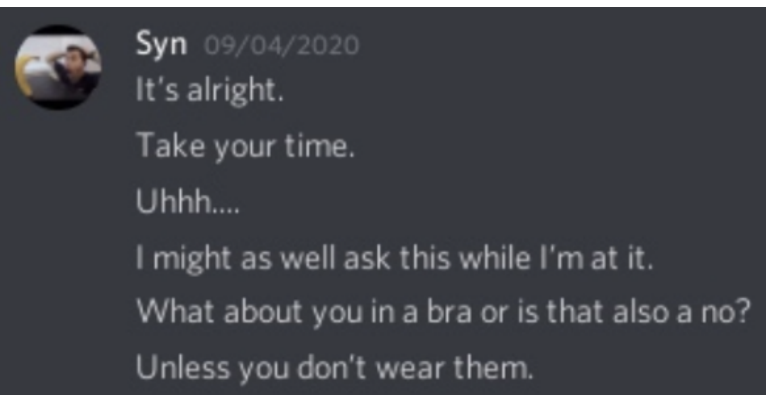 Syn 09/04/2020
It's alright.
Take your time.
Uhhh....
I might as well ask this while I'm at it.
What about you in a bra or is that also a no?
Unless you don't wear them.